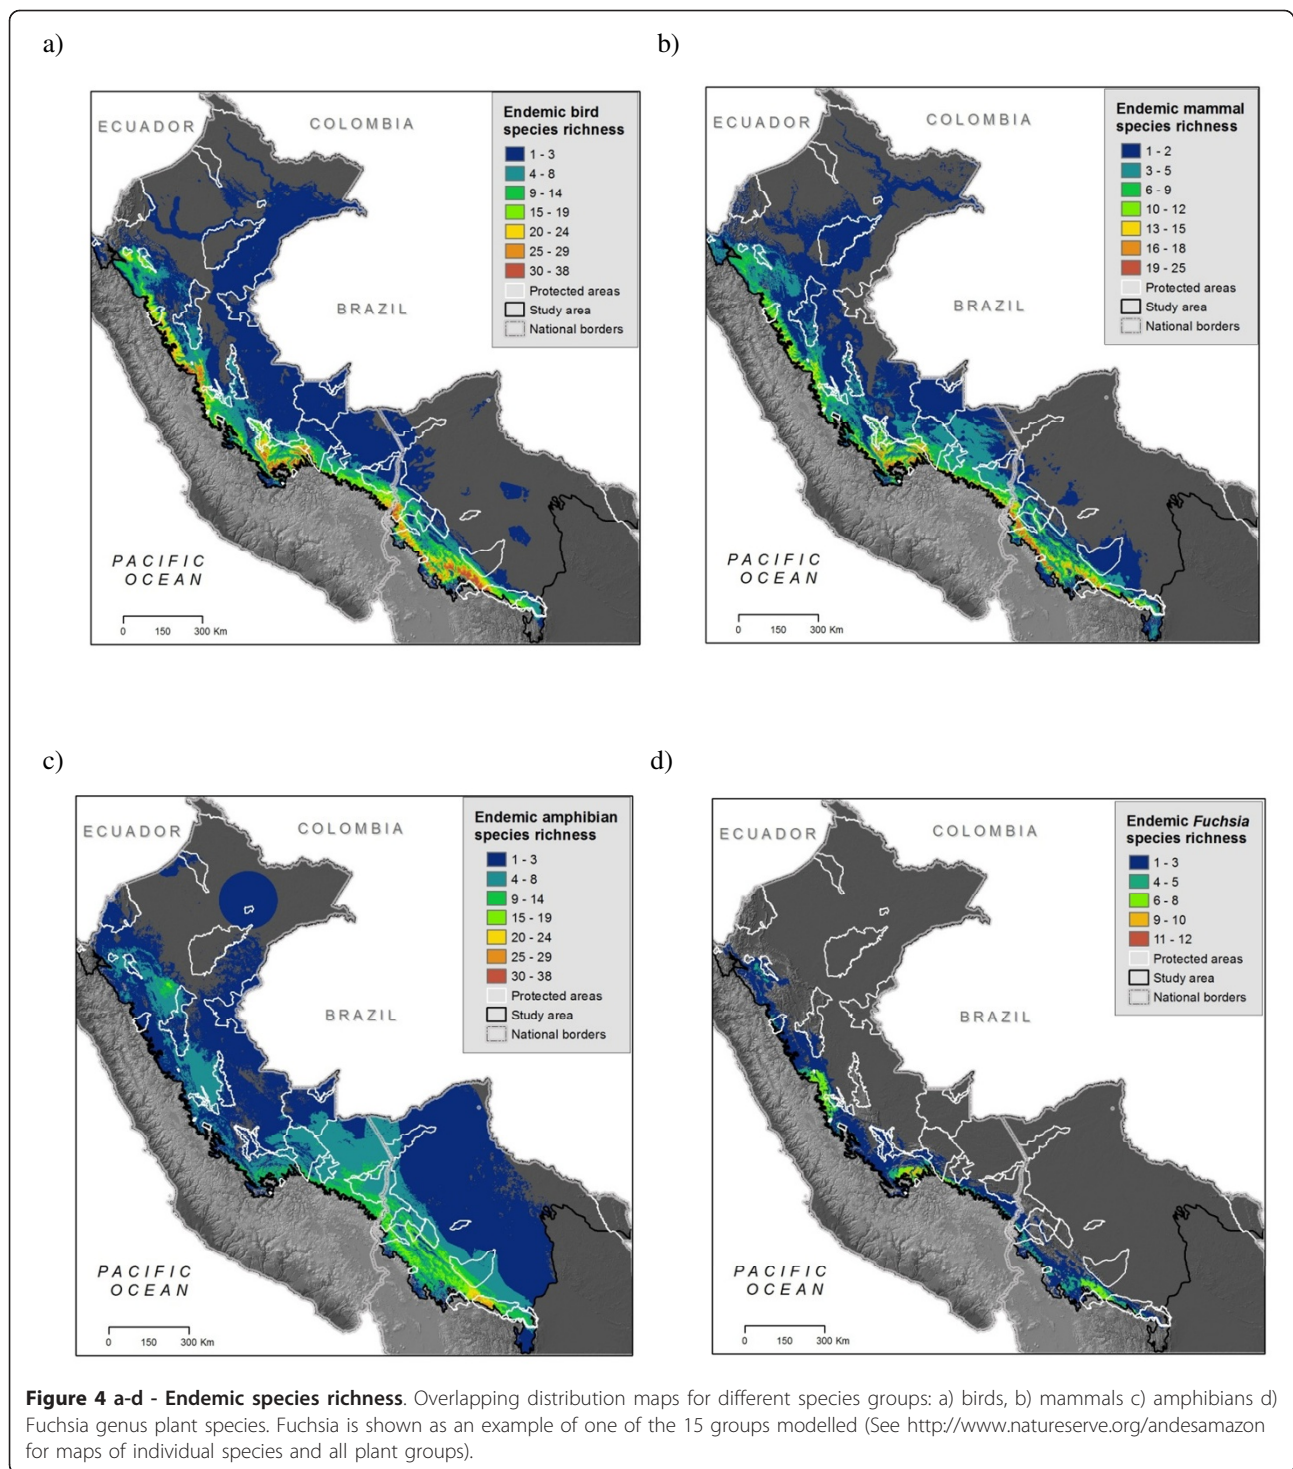 a)
ECUADOR
COLOMBIA
BRAZIL
PACIFIC
OCEAN
0 150 300 Km
Endemic bird
species richness
1 - 3
4 - 8
9 - 14
15 - 19
20 - 24
25 - 29
30 - 38
Protected areas
Study area
National borders
b)
ECUADOR
COLOMBIA
BRAZIL
PACIFIC
OCEAN
0 150 300 Km
Endemic mammal
species richness
1 - 2
3 - 5
6 - 9
10 - 12
13 - 15
16 - 18
19 - 25
Protected areas
Study area
National borders
c)
ECUADOR
COLOMBIA
BRAZIL
PACIFIC
OCEAN
0 150 300 Km
Endemic amphibian
species richness
1 - 3
4 - 8
9 - 14
15 - 19
20 - 24
25 - 29
30 - 38
Protected areas
Study area
National borders
d)
ECUADOR
COLOMBIA
BRAZIL
PACIFIC
OCEAN
0 150 300 Km
Endemic Fuchsia
species richness
1 - 3
4 - 5
6 - 8
9 - 10
11 - 12
Protected areas
Study area
National borders
Figure 4 a-d - Endemic species richness. Overlapping distribution maps for different species groups: a) birds, b) mammals c) amphibians d)
Fuchsia genus plant species. Fuchsia is shown as an example of one of the 15 groups modelled (See http://www.natureserve.org/andesamazon
for maps of individual species and all plant groups).